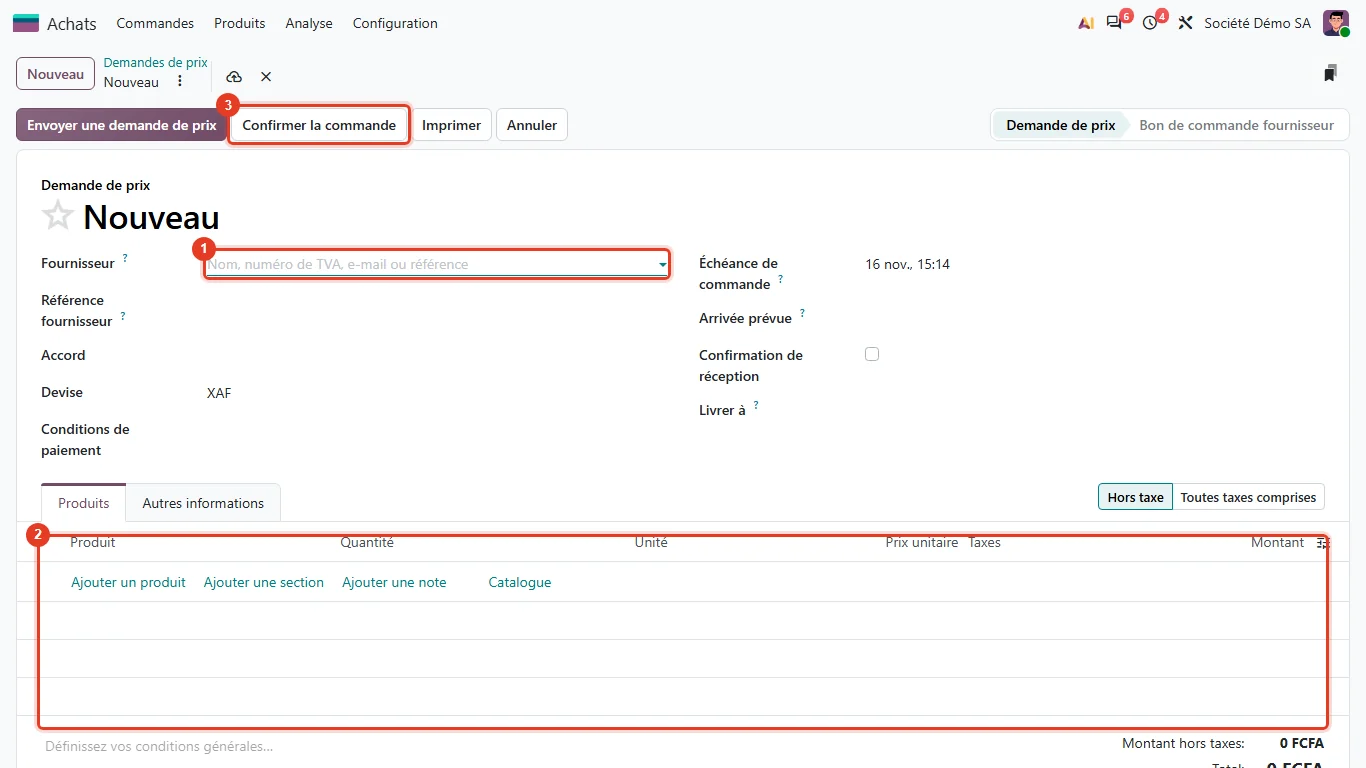 Achats Commandes Produits Analyse Configuration AI 6 4 Société Démo SA
Nouveau Demandes de prix
Nouveau
3
Envoyer une demande de prix Confirmer la commande Imprimer Annuler Demande de prix Bon de commande fournisseur
Demande de prix
Nouveau
1
Fournisseur ? Nom, numéro de TVA, e-mail ou référence
Référence
fournisseur ?
Accord
Devise XAF
Conditions de
paiement
Échéance de
commande ? 16 nov., 15:14
Arrivée prévue ?
Confirmation de
réception
Livrer à ?
Produits Autres informations Hors taxe Toutes taxes comprises
2
Produit Quantité Unité Prix unitaire Taxes Montant
Ajouter un produit Ajouter une section Ajouter une note Catalogue
Définissez vos conditions générales...
Montant hors taxes: 0 FCFA
Total: 0 FCFA